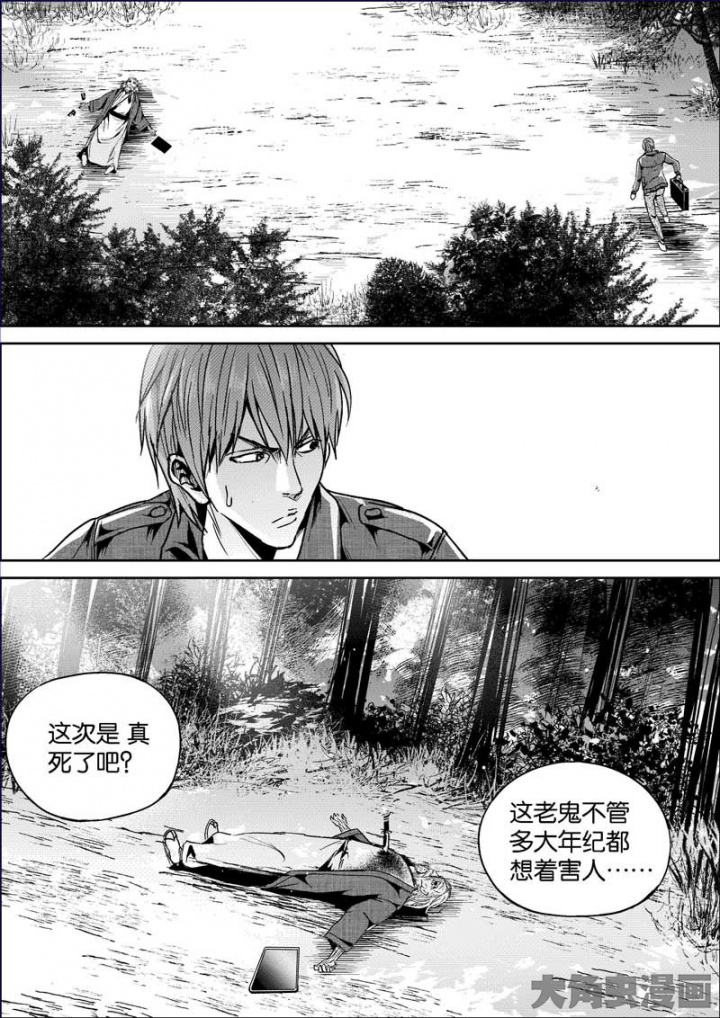 这次是 真
死了吧?
这老鬼不管
多大年纪都
想着害人……
大角虫漫画